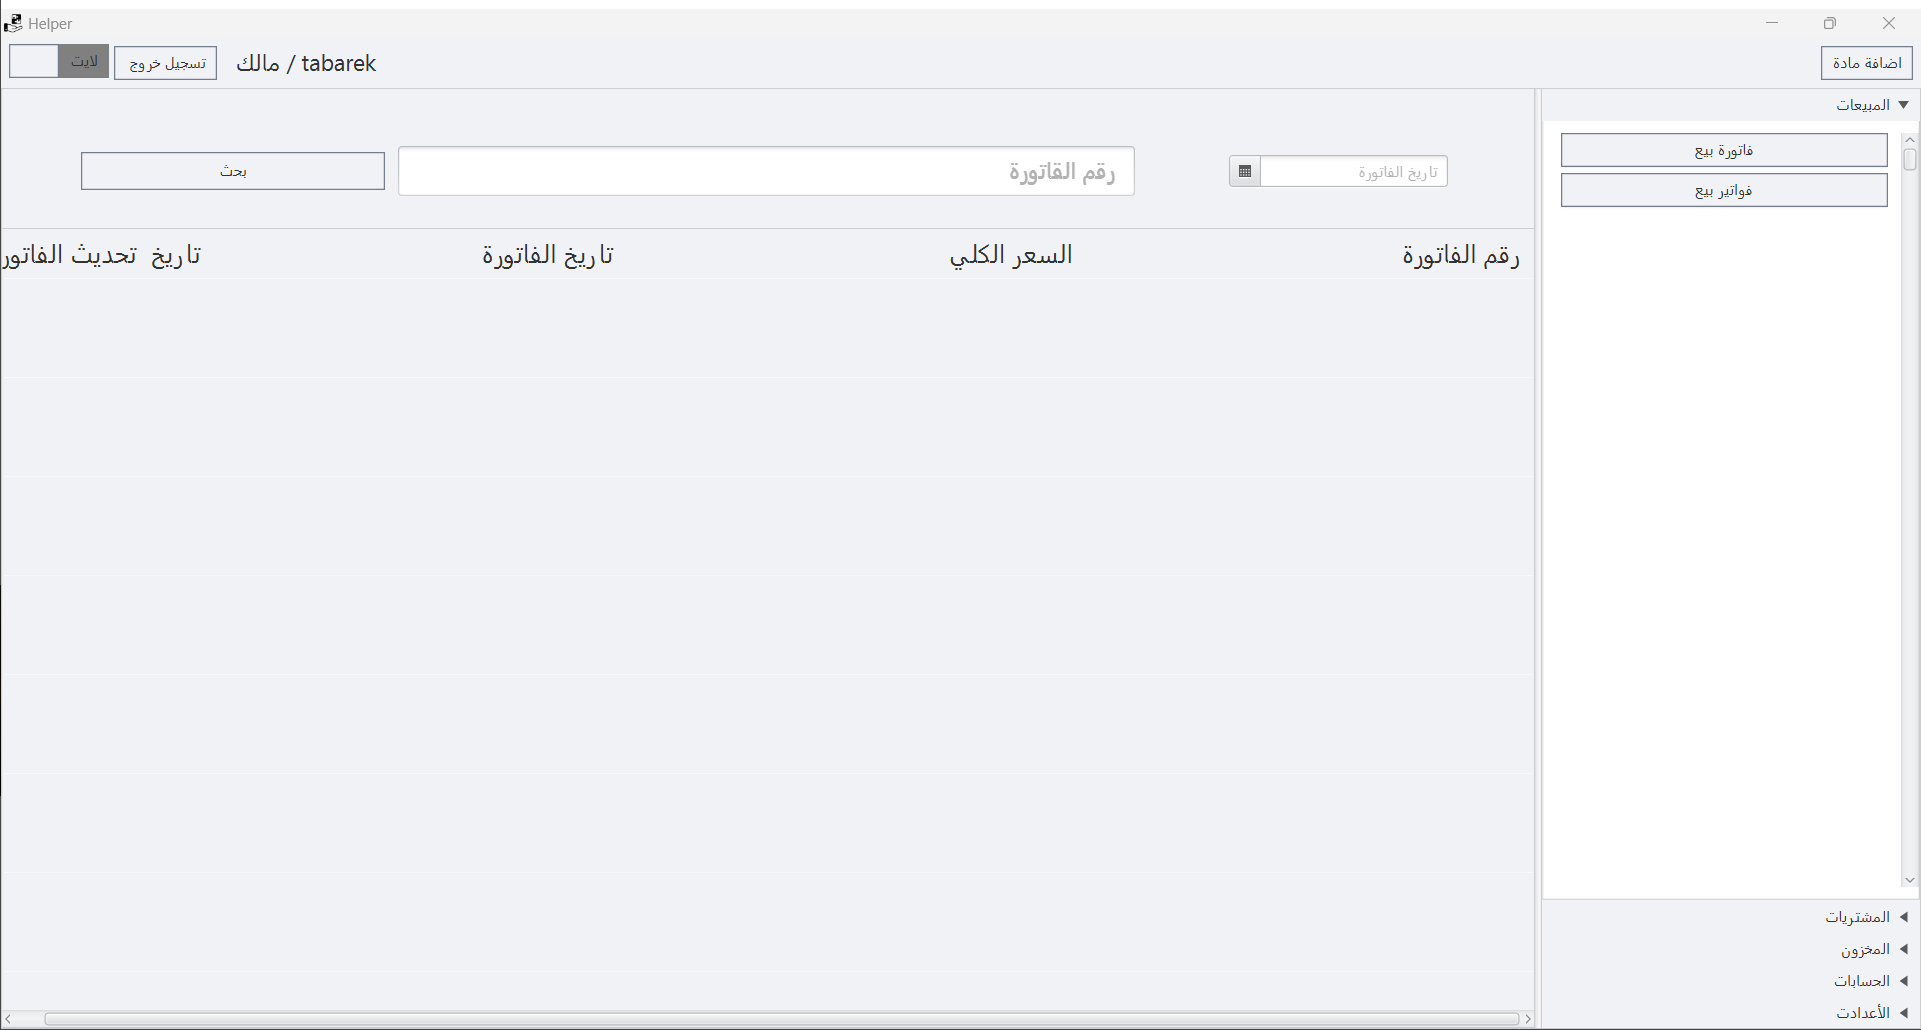 Helper
اضافة مادة
مالك / tabarek
تسجيل خروج
لايت
المبيعات
فاتورة بيع
فواتير بيع
تاريخ الفاتورة
رقم القاتورة
بحث
رقم الفاتورة
السعر الكلي
تاريخ الفاتورة
تاريخ تحديث الفاتور
المشتريات
المخزون
الحسابات
الأعدادت